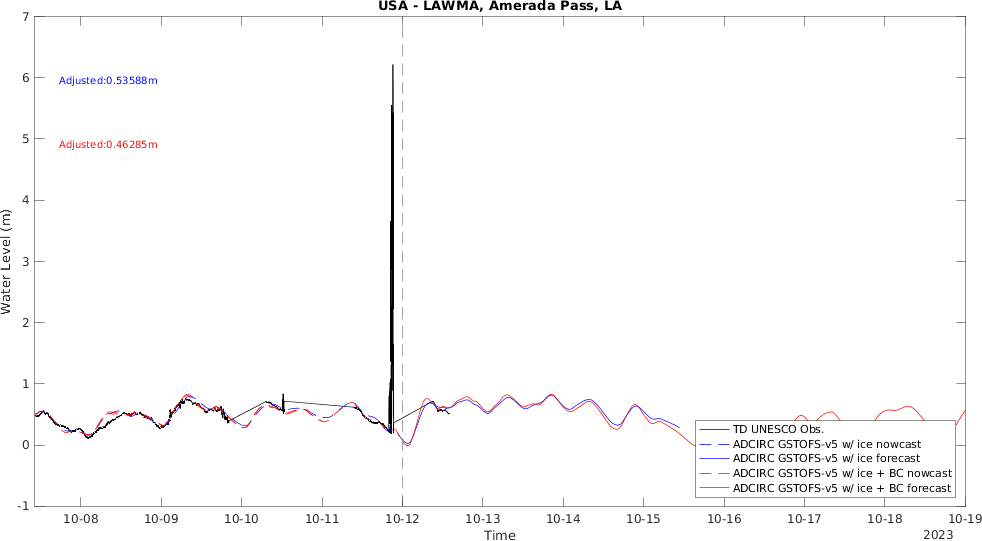 USA - LAWMA, Amerada Pass, LA
7
6
5
4
3
2
1
0
-1
Water Level (m)
Adjusted:0.53588m
Adjusted:0.46285m
TD UNESCO Obs.
ADCIRC GSTOFS-v5 w/ ice nowcast
ADCIRC GSTOFS-v5 w/ ice forecast
ADCIRC GSTOFS-v5 w/ ice + BC nowcast
ADCIRC GSTOFS-v5 w/ ice + BC forecast
10-08 10-09 10-10 10-11 10-12 10-13 10-14 10-15 10-16 10-17 10-18 10-19
Time
2023